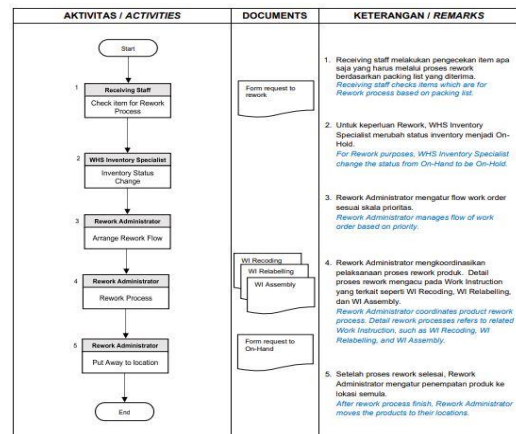 AKTIVITAS / ACTIVITIES
DOCUMENTS
KETERANGAN / REMARKS
Start
1
Receiving Staff
Check item for Rework
Process
2
WHS Inventory Specialist
Inventory Status
Change
3
Rework Administrator
Arrange Rework Flow
4
Rework Administrator
Rework Process
5
Rework Administrator
Put Away to location
End
Form request to
rework
WI Recoding
WI Relabelling
WI Assembly
Form request to
On-Hand
1. Receiving staff melakukan pengecekan item apa
saja yang harus melalui proses rework
berdasarkan packing list yang diterima.
Receiving staff checks items which are for
Rework process based on packing list.
2. Untuk keperluan Rework, WHS Inventory
Specialist merubah status inventory menjadi On-
Hold.
For Rework purposes, WHS Inventory Specialist
change the status from On-Hand to be On-Hold.
3. Rework Administrator mengatur flow work order
sesuai skala prioritas.
Rework Administrator manages flow of work
order based on priority.
4. Rework Administrator mengkoordinasikan
pelaksanaan proses rework produk. Detail
proses rework mengacu pada Work Instruction
yang terkait seperti WI Recoding, WI Relabelling,
dan WI Assembly.
Rework Administrator coordinates product rework
process. Detail rework processes refers to related
Work Instruction, such as WI Recoding, WI
Relabelling, and WI Assembly.
5. Setelah proses rework selesai, Rework
Administrator mengatur penempatan produk ke
lokasi semula.
After rework process finish, Rework Administrator
moves the products to their locations.